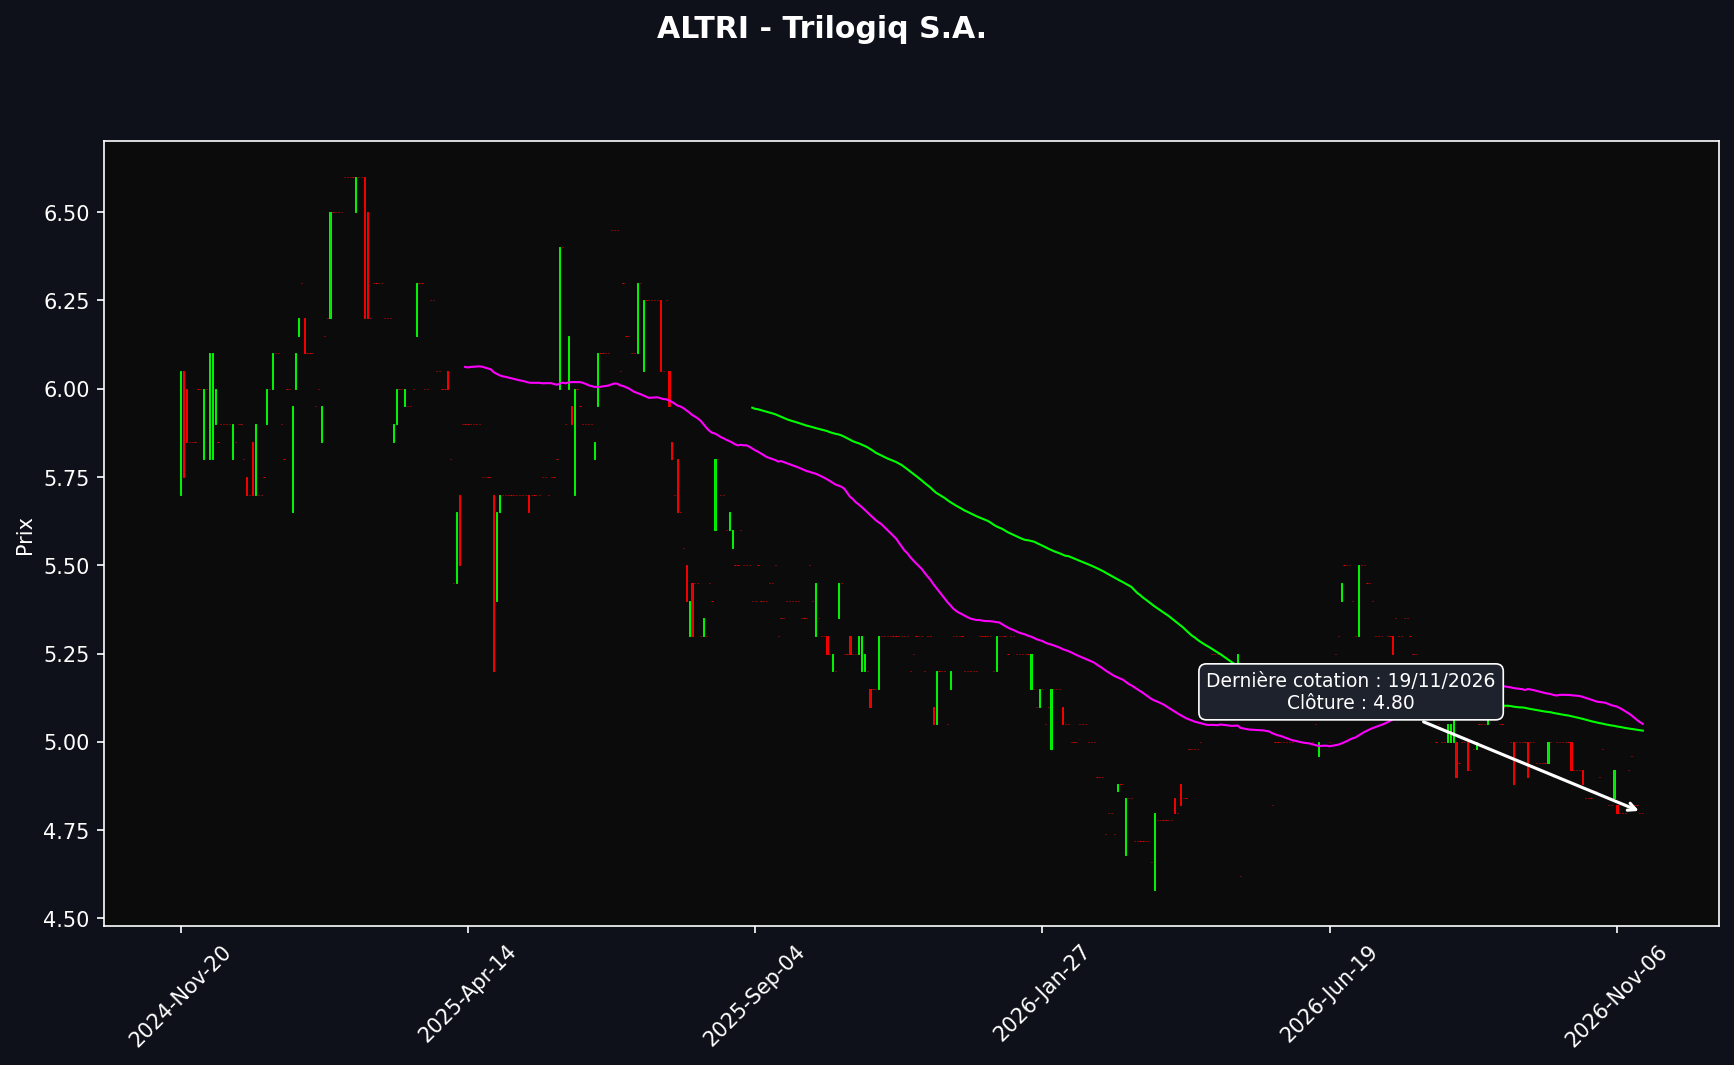 ALTRI - Trilogiq S.A.
Prix
6.50
6.25
6.00
5.75
5.50
5.25
5.00
4.75
4.50
Dernière cotation : 19/11/2026
Clôture : 4.80
2024-Nov-20
2025-Apr-14
2025-Sep-04
2026-Jan-27
2026-Jun-19
2026-Nov-06